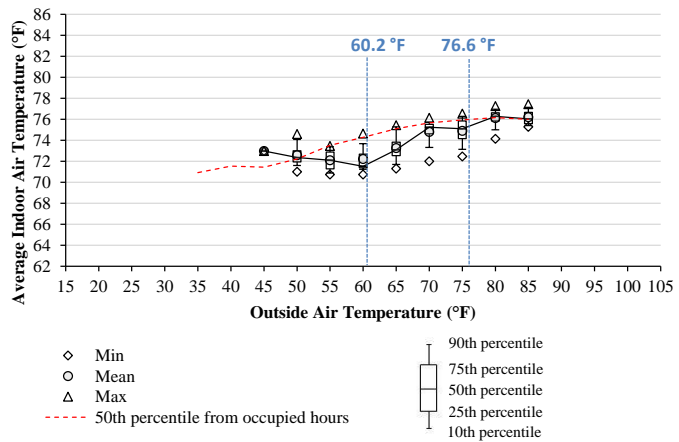 86
84
82
80
78
76
74
72
70
68
66
64
62
Average Indoor Air Temperature (°F)
60.2 °F 76.6 °F
15 20 25 30 35 40 45 50 55 60 65 70 75 80 85 90 95 100 105
Outside Air Temperature (°F)
Min
Mean
Max
50th percentile from occupied hours
90th percentile
75th percentile
50th percentile
25th percentile
10th percentile